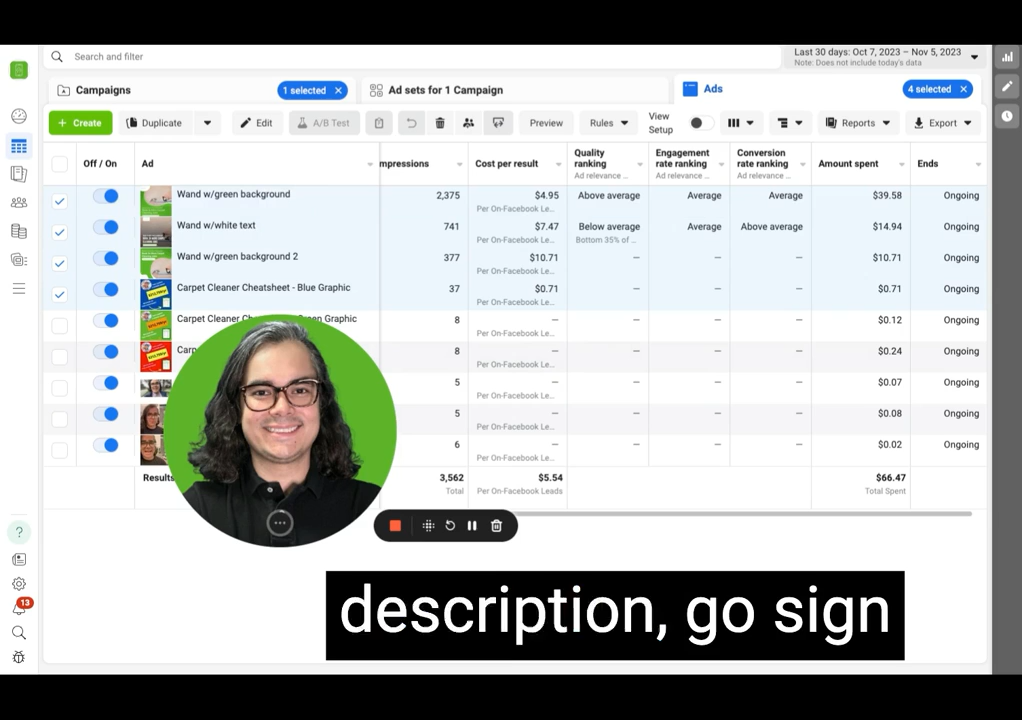 Search and filter
Last 30 days: Oct 7, 2023 – Nov 5, 2023
Note: Does not include today's data
Campaigns
1 selected ×
Ad sets for 1 Campaign
Ads
4 selected ×
+ Create
Duplicate
Edit
A/B Test
Preview
Rules
View Setup
Reports
Export
Off / On
Ad
mpressions
Cost per result
Quality ranking
Ad relevance ...
Engagement rate ranking
Ad relevance ...
Conversion rate ranking
Ad relevance ...
Amount spent
Ends
Wand w/green background
2,375
$4.95
Per On-Facebook Le...
Above average
Average
Average
$39.58
Ongoing
Wand w/white text
741
$7.47
Per On-Facebook Le...
Below average
Bottom 35% of ...
Average
Above average
$14.94
Ongoing
Wand w/green background 2
377
$10.71
Per On-Facebook Le...
—
—
—
$10.71
Ongoing
Carpet Cleaner Cheatsheet - Blue Graphic
37
$0.71
Per On-Facebook Le...
—
—
—
$0.71
Ongoing
Carpet Cleaner Ch
Green Graphic
8
—
Per On-Facebook Le...
—
—
—
$0.12
Ongoing
Carp
8
—
Per On-Facebook Le...
—
—
—
$0.24
Ongoing
5
—
Per On-Facebook Le...
—
—
—
$0.07
Ongoing
5
—
Per On-Facebook Le...
—
—
—
$0.08
Ongoing
6
—
Per On-Facebook Le...
—
—
—
$0.02
Ongoing
Results
3,562
Total
$5.54
Per On-Facebook Leads
$66.47
Total Spent
?
13
description, go sign